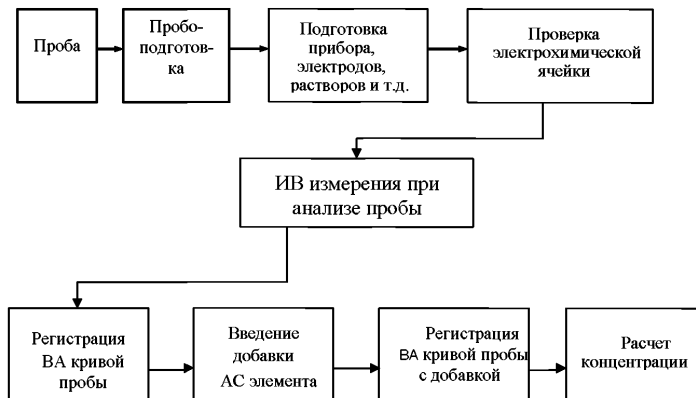 Проба
Пробо-
подготов-
ка
Подготовка
прибора,
электродов,
растворов и т.д.
Проверка
электрохимической
ячейки
ИВ измерения при
анализе пробы
Регистрация
ВА кривой
пробы
Введение
добавки
АС элемента
Регистрация
ВА кривой пробы
с добавкой
Расчет
концентрации